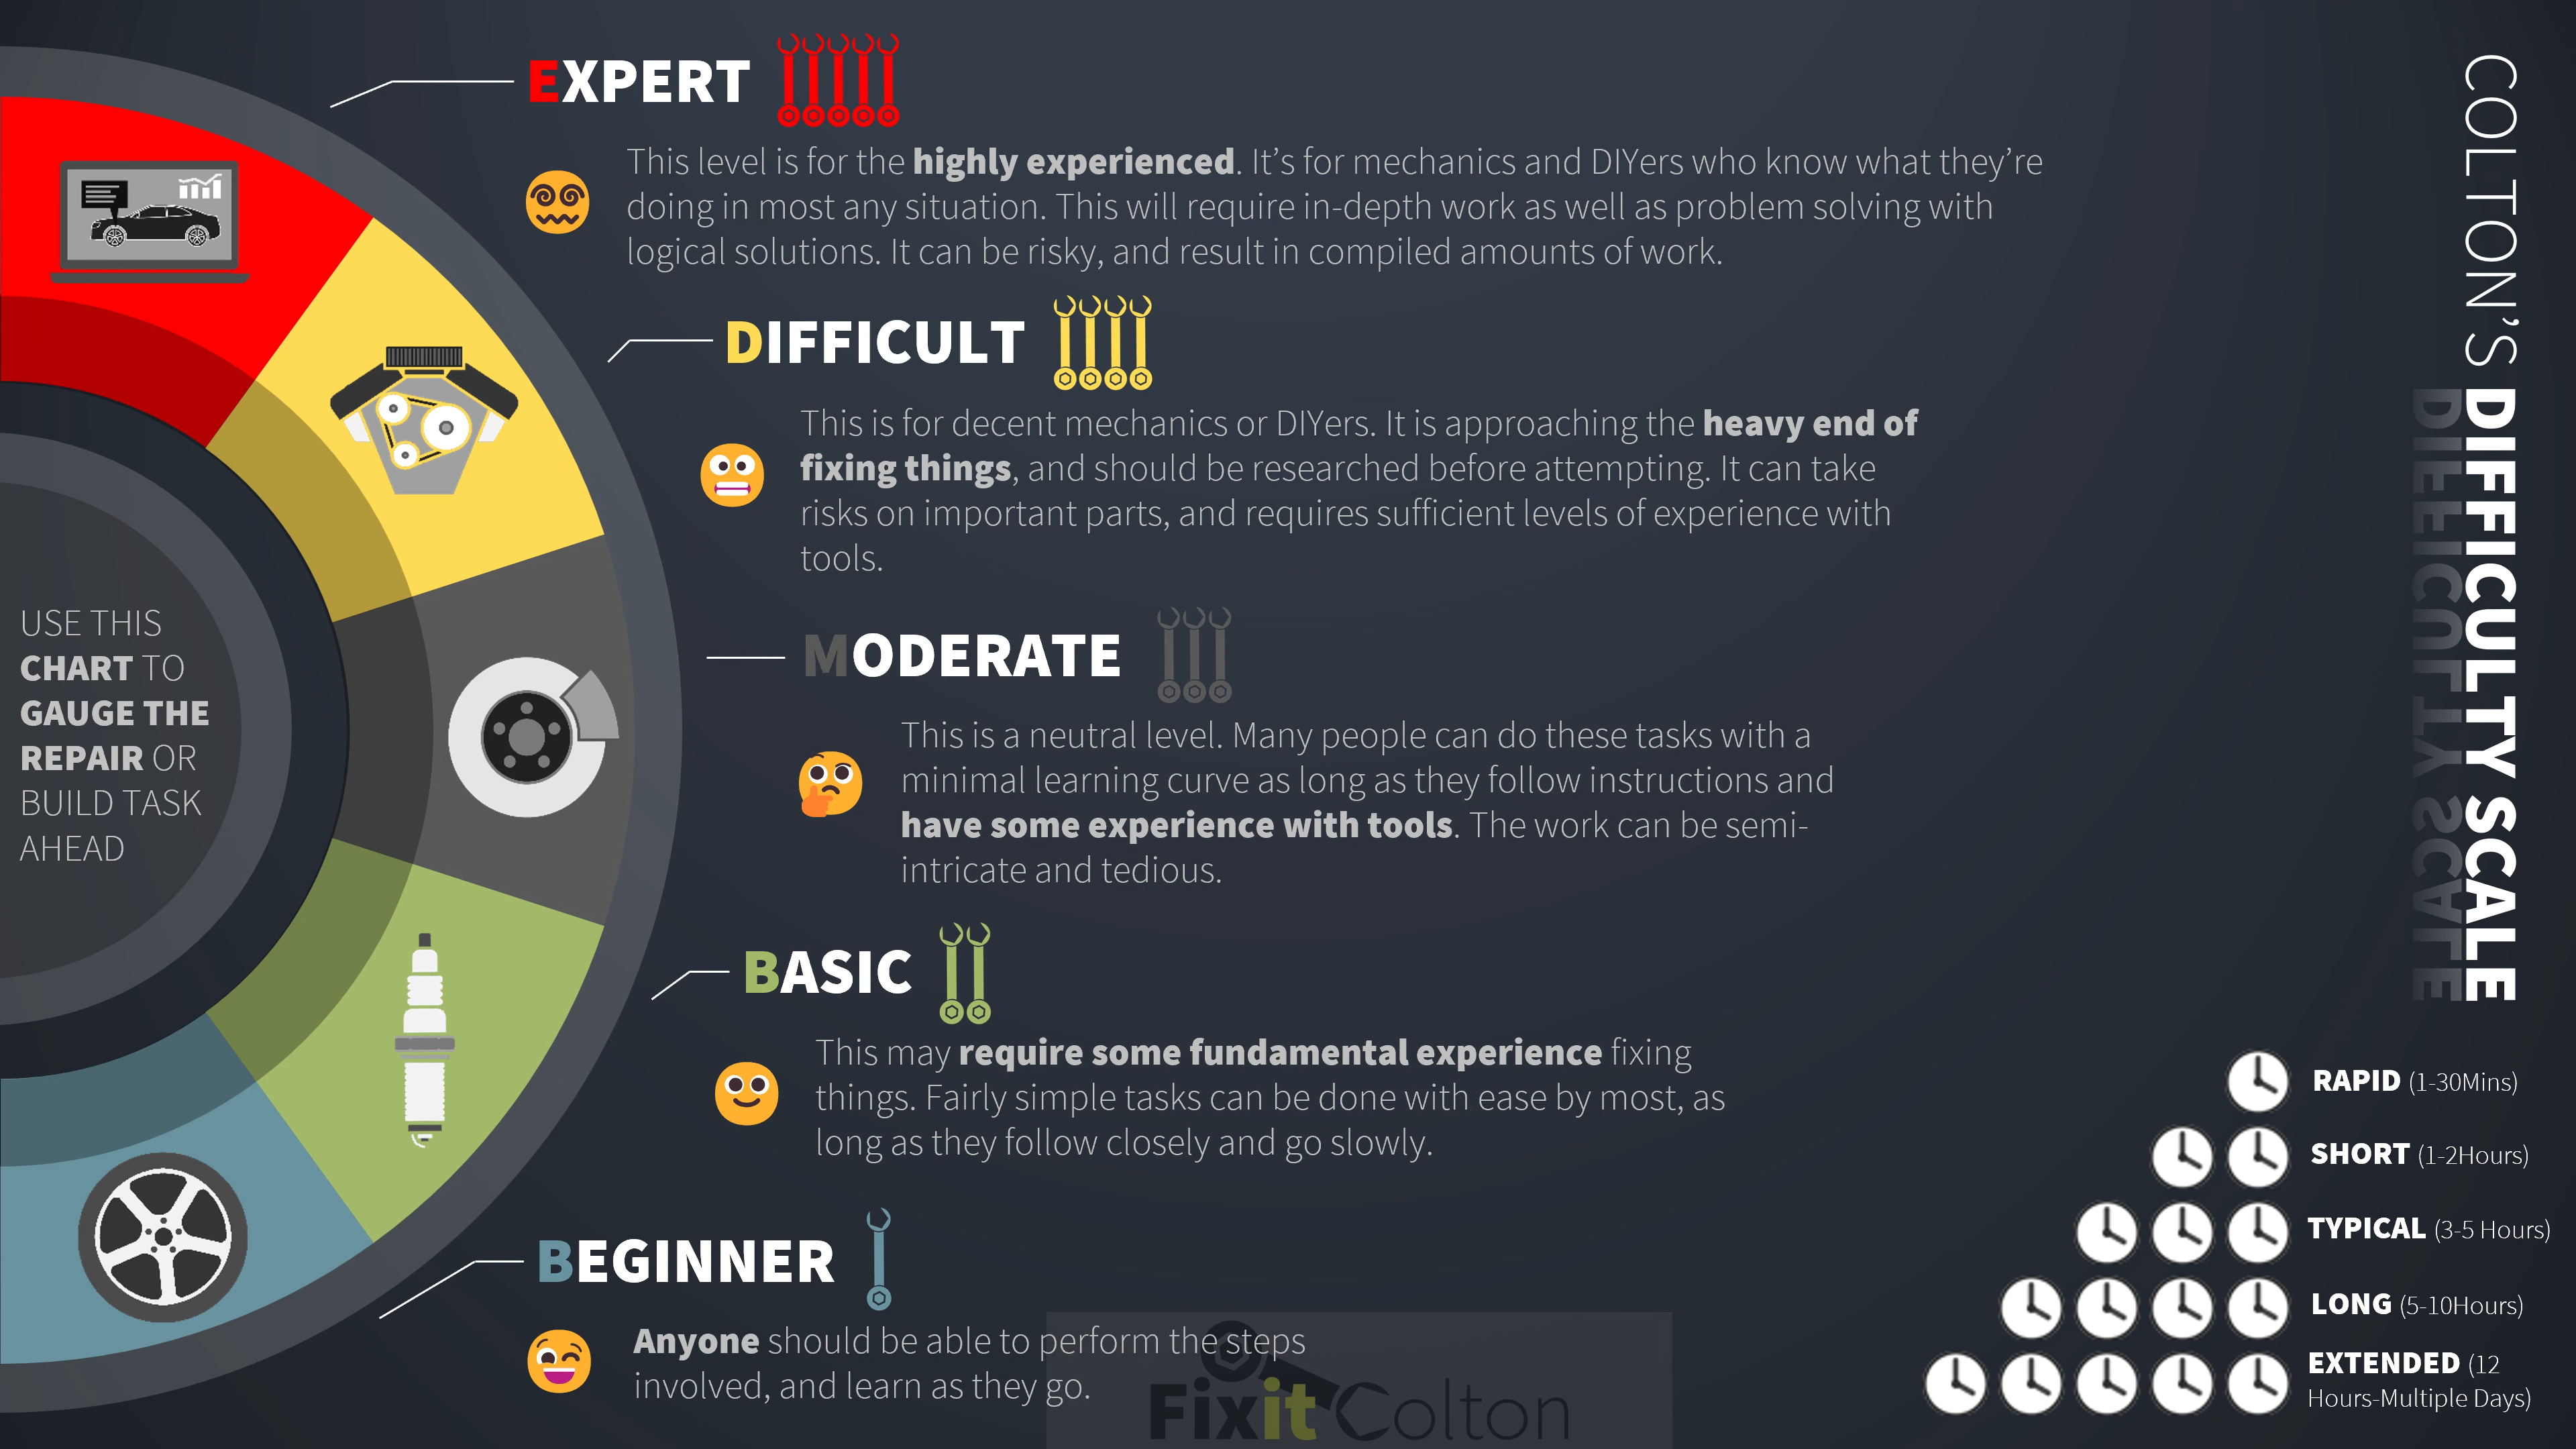 EXPERT
This level is for the highly experienced. It’s for mechanics and DIYers who know what they’re
doing in most any situation. This will require in-depth work as well as problem solving with
logical solutions. It can be risky, and result in compiled amounts of work.
DIFFICULT
This is for decent mechanics or DIYers. It is approaching the heavy end of
fixing things, and should be researched before attempting. It can take
risks on important parts, and requires sufficient levels of experience with
tools.
MODERATE
This is a neutral level. Many people can do these tasks with a
minimal learning curve as long as they follow instructions and
have some experience with tools. The work can be semi-
intricate and tedious.
BASIC
This may require some fundamental experience fixing
things. Fairly simple tasks can be done with ease by most, as
long as they follow closely and go slowly.
BEGINNER
Anyone should be able to perform the steps
involved, and learn as they go.
USE THIS
CHART TO
GAUGE THE
REPAIR OR
BUILD TASK
AHEAD
COLTON’S DIFFICULTY SCALE
RAPID (1-30Mins)
SHORT (1-2Hours)
TYPICAL (3-5 Hours)
LONG (5-10Hours)
EXTENDED (12
Hours-Multiple Days)
FixitColton